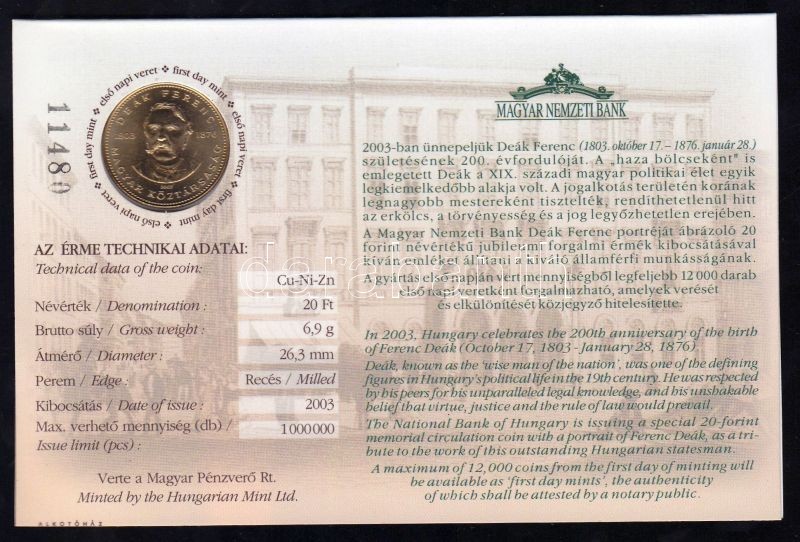 első napi veret • first day mint • első napi veret • first day mint • első napi veret • first day mint •
DEÁK FERENC
1803 1876
MAGYAR KÖZTÁRSASÁG
2003
11480
AZ ÉRME TECHNIKAI ADATAI:
Technical data of the coin:
Cu-Ni-Zn
Névérték / Denomination : 20 Ft
Brutto súly / Gross weight : 6,9 g
Átmérő / Diameter : 26,3 mm
Perem / Edge : Recés / Milled
Kibocsátás / Date of issue : 2003
Max. verhető mennyiség (db) /
Issue limit (pcs) : 1000000
Verte a Magyar Pénzverő Rt.
Minted by the Hungarian Mint Ltd.
ALKOTÓHÁZ
MAGYAR NEMZETI BANK
2003-ban ünnepeljük Deák Ferenc (1803. október 17. – 1876. január 28.)
születésének 200. évfordulóját. A „haza bölcseként" is
emlegetett Deák a XIX. századi magyar politikai élet egyik
legkiemelkedőbb alakja volt. A jogalkotás területén korának
legnagyobb mestereként tisztelték, rendíthetetlenül hitt
az erkölcs, a törvényesség és a jog legyőzhetetlen erejében.
A Magyar Nemzeti Bank Deák Ferenc portréját ábrázoló 20
forint névértékű jubileumi forgalmi érmék kibocsátásával
kíván emléket állítani a kiváló államférfi munkásságának.
A gyártás első napján vert mennyiségből legfeljebb 12 000 darab
első napi veretként forgalmazható, amelyek verését
és elkülönítését közjegyző hitelesítette.
In 2003, Hungary celebrates the 200th anniversary of the birth
of Ferenc Deák (October 17, 1803 - January 28, 1876).
Deák, known as the 'wise man of the nation', was one of the defining
figures in Hungary's political life in the 19th century. He was respected
by his peers for his unparalleled legal knowledge, and his unshakable
belief that virtue, justice and the rule of law would prevail.
The National Bank of Hungary is issuing a special 20-forint
memorial circulation coin with a portrait of Ferenc Deák, as a tri-
bute to the work of this outstanding Hungarian statesman.
A maximum of 12,000 coins from the first day of minting will
be available as 'first day mints', the authenticity
of which shall be attested by a notary public.